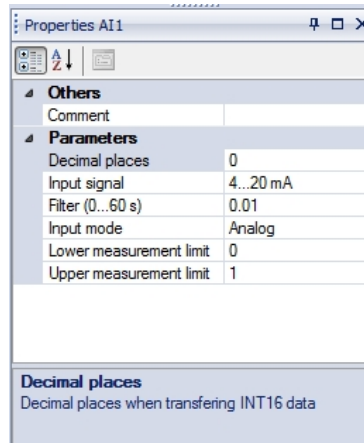 Properties AI1
Others
Comment
Parameters
Decimal places 0
Input signal 4...20 mA
Filter (0...60 s) 0.01
Input mode Analog
Lower measurement limit 0
Upper measurement limit 1
Decimal places
Decimal places when transfering INT16 data